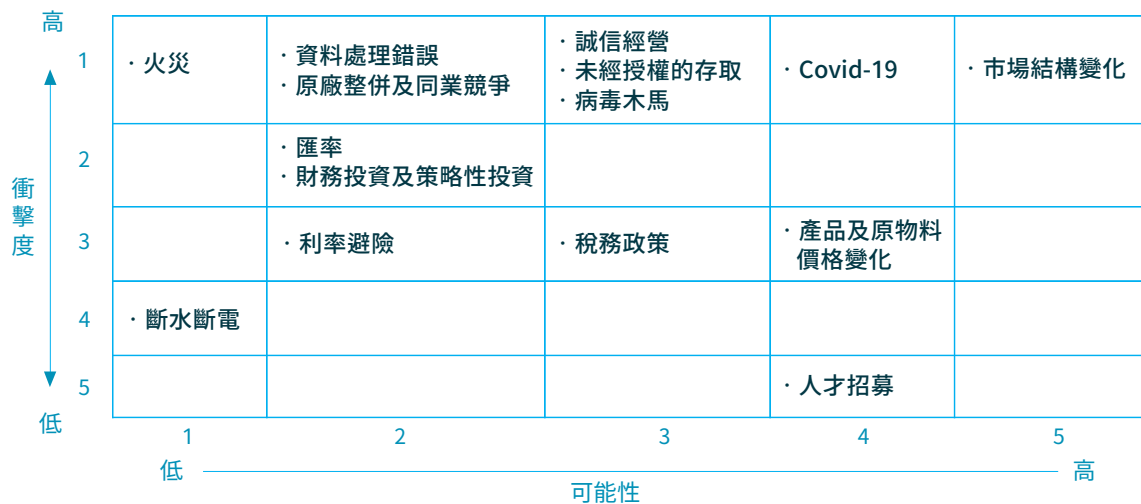 高
1
· 火災
· 資料處理錯誤
· 原廠整併及同業競爭
· 誠信經營
· 未經授權的存取
· 病毒木馬
· Covid-19
· 市場結構變化
2
· 匯率
· 財務投資及策略性投資
衝擊度
3
· 利率避險
· 稅務政策
· 產品及原物料
價格變化
4
· 斷水斷電
5
· 人才招募
低
1 2 3 4 5
低 高
可能性